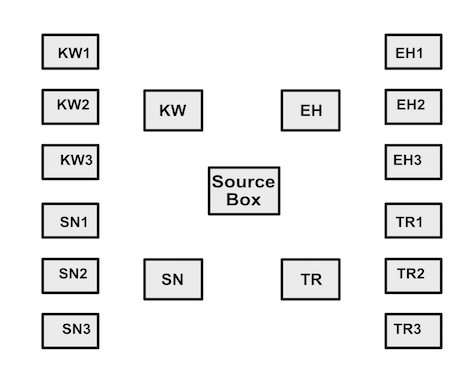 KW1
EH1
KW2
KW
EH
EH2
KW3
EH3
Source
Box
SN1
TR1
SN2
SN
TR
TR2
SN3
TR3